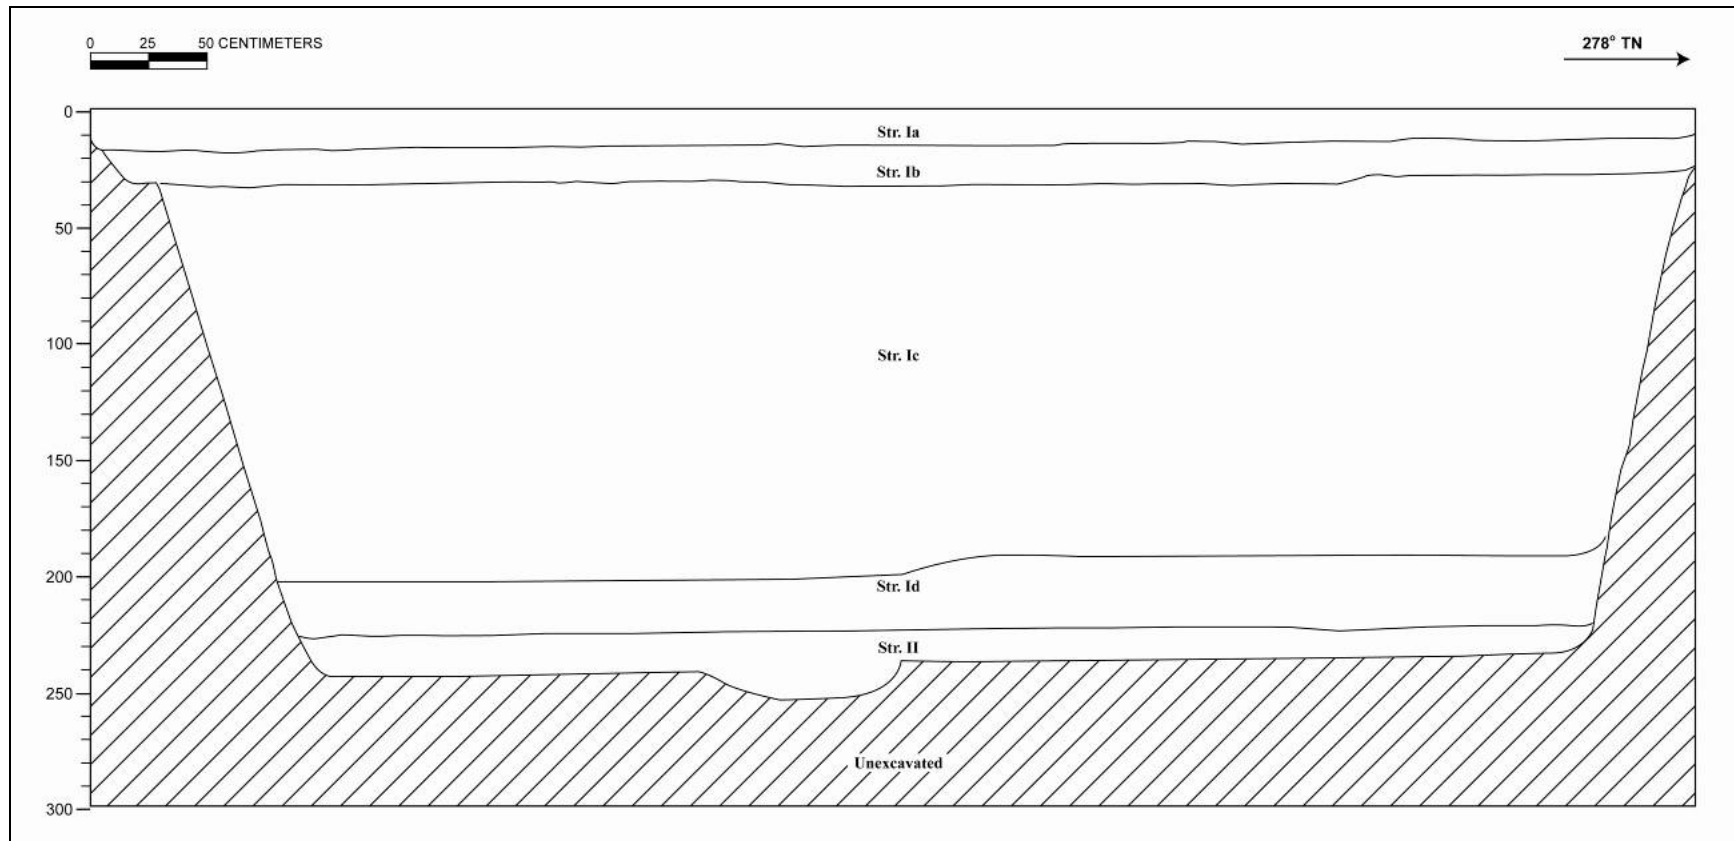 0 25 50 CENTIMETERS
278° TN
0
Str. Ia
Str. Ib
50
Str. Ic
100
150
200
Str. Id
Str. II
250
Unexcavated
300